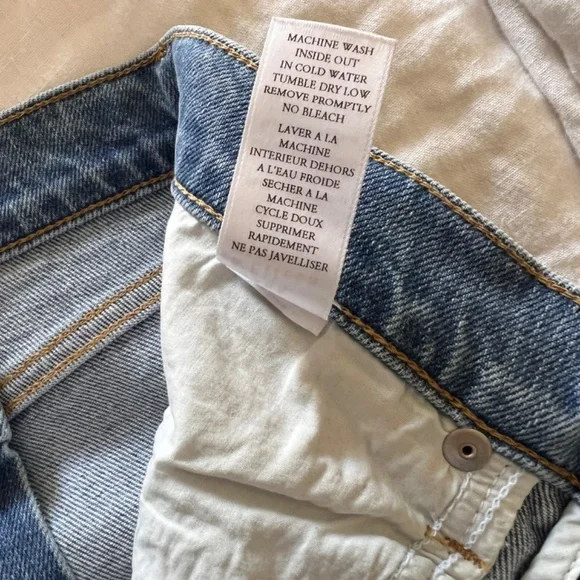 MACHINE WASH
INSIDE OUT
IN COLD WATER
TUMBLE DRY LOW
REMOVE PROMPTLY
NO BLEACH
LAVER A LA
MACHINE
INTERIEUR DEHORS
A L'EAU FROIDE
SECHER A LA
MACHINE
CYCLE DOUX
SUPPRIMER
RAPIDEMENT
NE PAS JAVELLISER